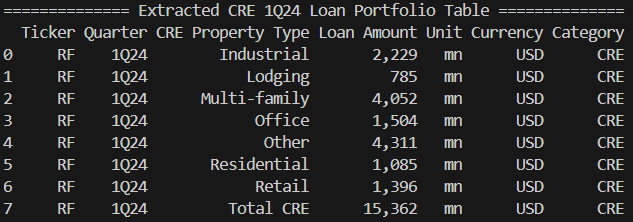 ============== Extracted CRE 1Q24 Loan Portfolio Table ==============
Ticker Quarter CRE Property Type Loan Amount Unit Currency Category
0 RF 1Q24 Industrial 2,229 mn USD CRE
1 RF 1Q24 Lodging 785 mn USD CRE
2 RF 1Q24 Multi-family 4,052 mn USD CRE
3 RF 1Q24 Office 1,504 mn USD CRE
4 RF 1Q24 Other 4,311 mn USD CRE
5 RF 1Q24 Residential 1,085 mn USD CRE
6 RF 1Q24 Retail 1,396 mn USD CRE
7 RF 1Q24 Total CRE 15,362 mn USD CRE